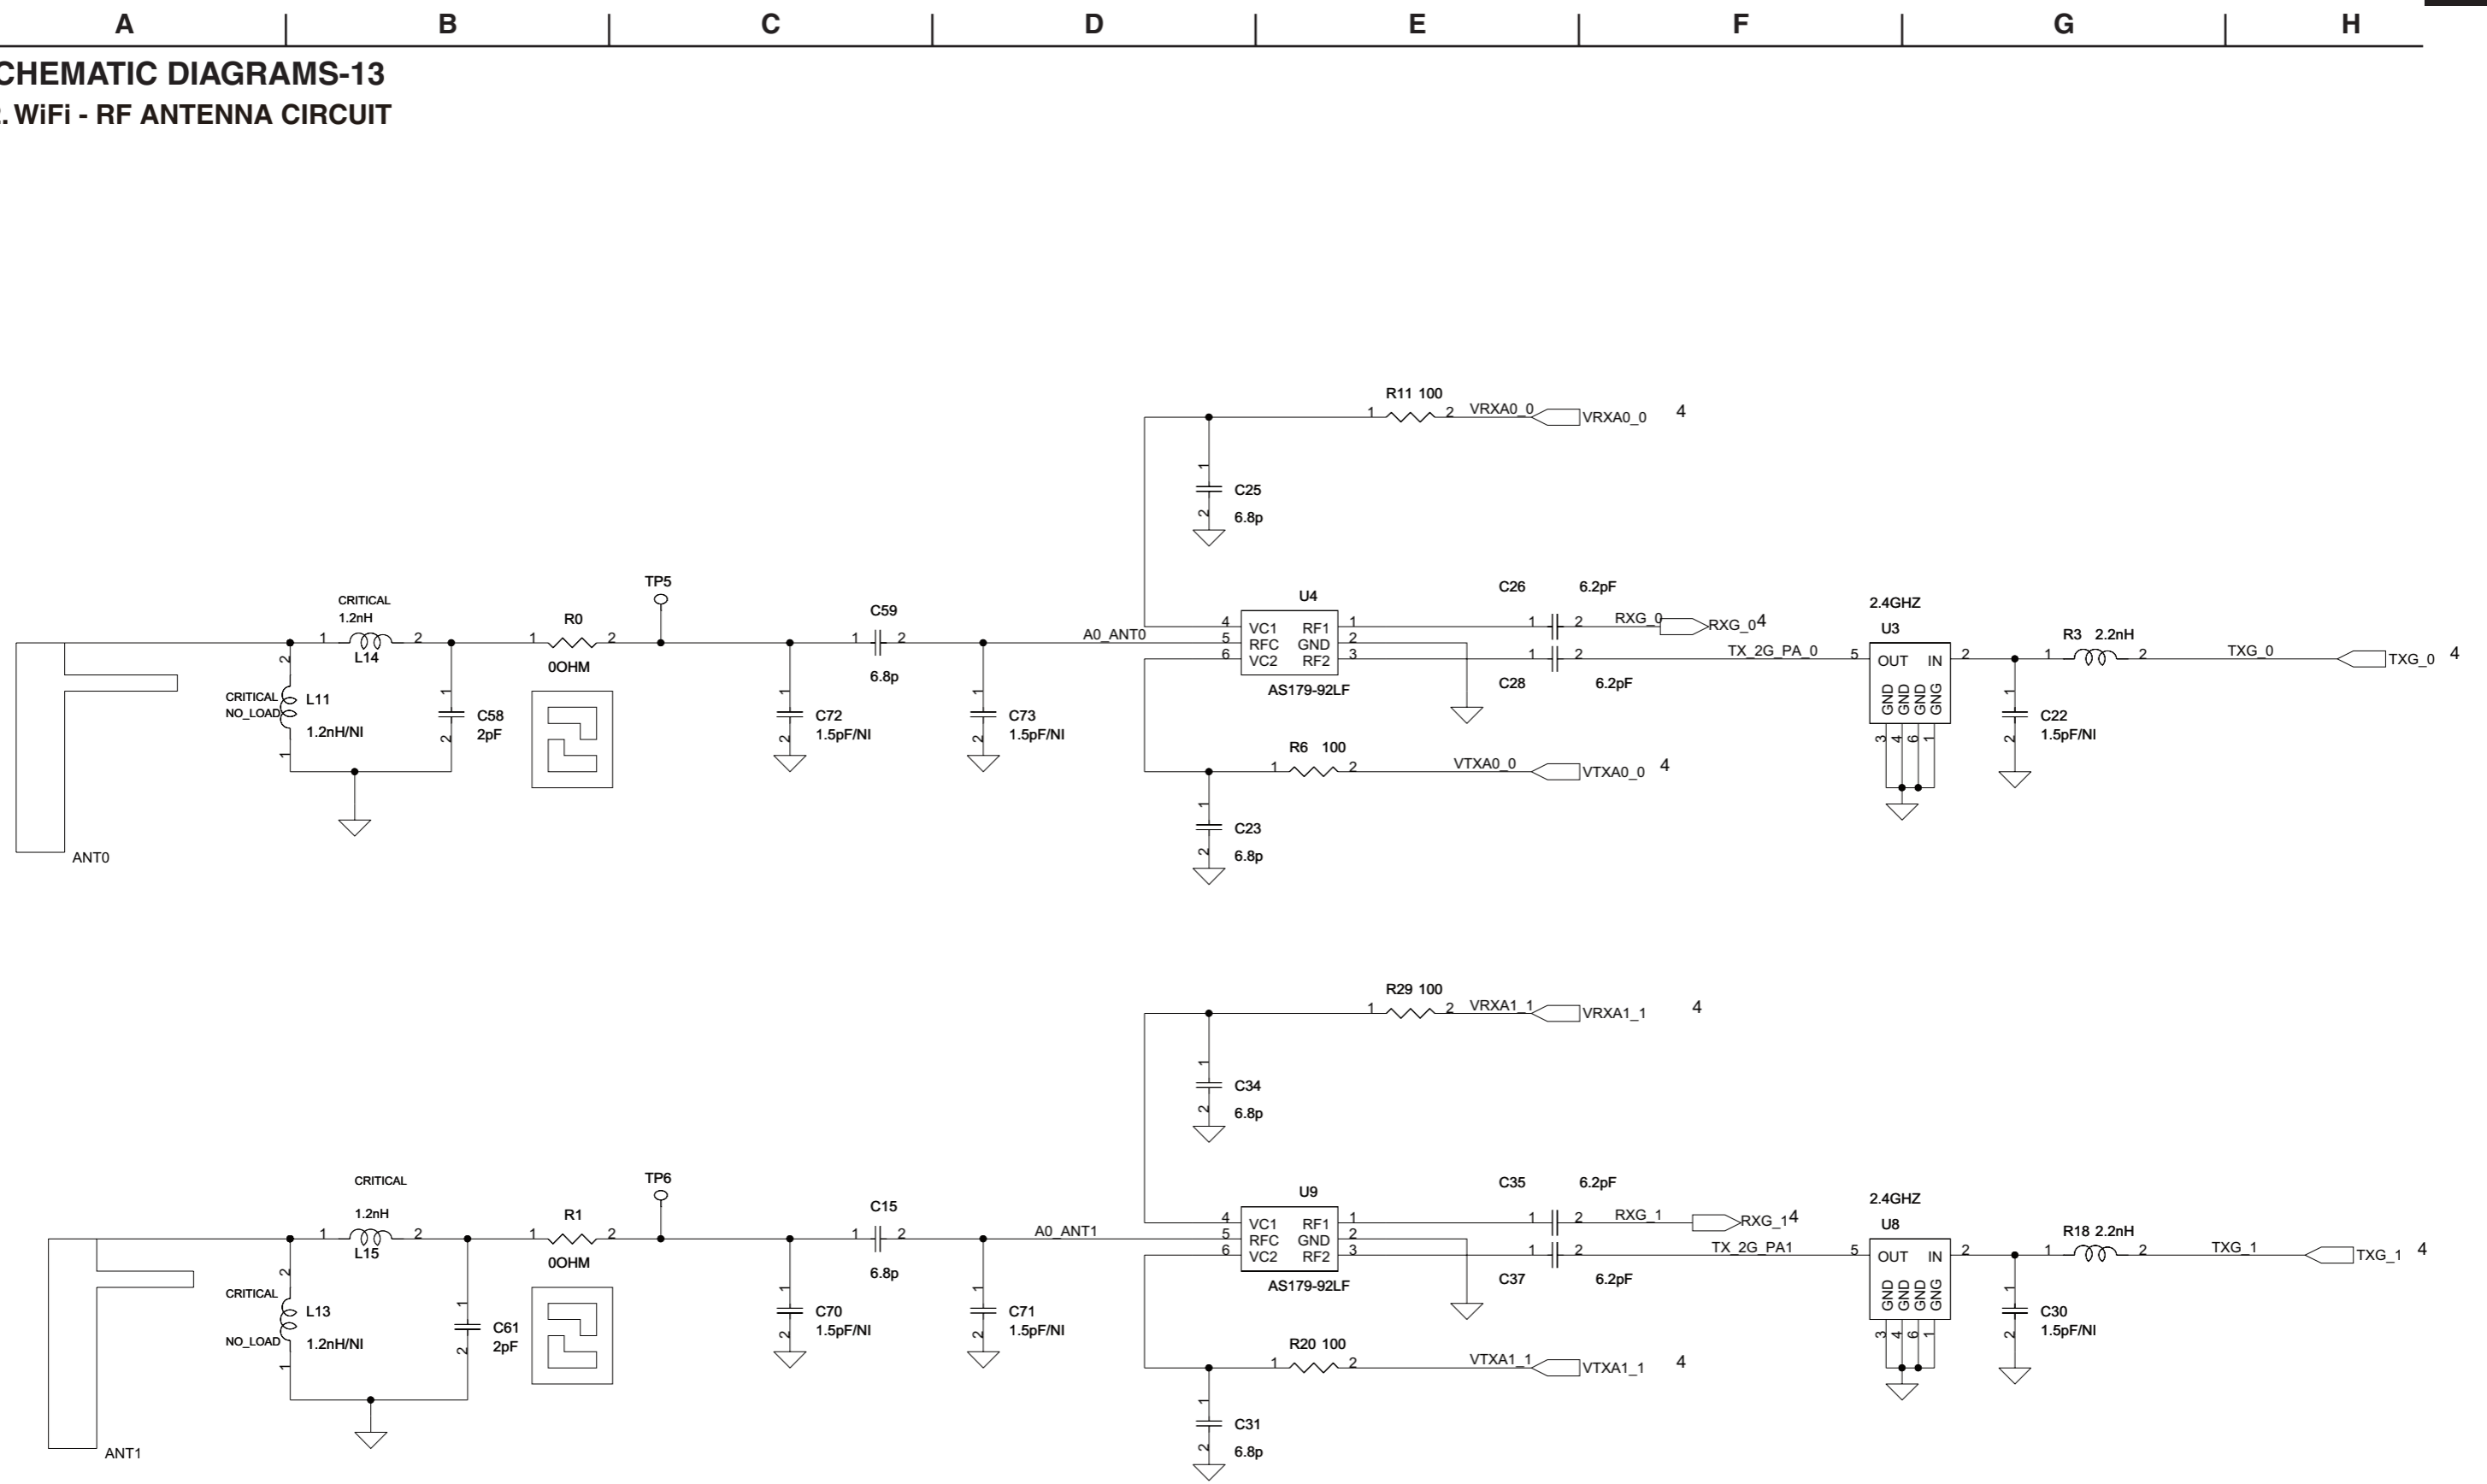 A B C D E F G H
CHEMATIC DIAGRAMS-13
. WiFi - RF ANTENNA CIRCUIT
R11 100
1 2 VRXA0_0 VRXA0_0 4
1
C25
2 6.8p
CRITICAL
1.2nH
1 2
L14
R0
1 2
0OHM
TP5
C59
1 2
6.8p
A0_ANT0
U4
4 VC1 RF1 1
5 RFC GND 2
6 VC2 RF2 3
AS179-92LF
C26 6.2pF
1 2 RXG_0 RXG_0 4
1 2
C28 6.2pF
TX_2G_PA_0
2.4GHZ
U3
5 OUT IN 2
GND GND GND GNG
3 4 6 1
R3 2.2nH
1 2 TXG_0 TXG_0 4
2
CRITICAL
NO_LOAD
L11
1.2nH/NI
1
1
C58
2pF
2
1
C72
1.5pF/NI
2
1
C73
1.5pF/NI
2
1
C22
1.5pF/NI
2
R6 100
1 2 VTXA0_0 VTXA0_0 4
1
C23
2 6.8p
ANT0
R29 100
1 2 VRXA1_1 VRXA1_1 4
1
C34
2 6.8p
CRITICAL
1.2nH
1 2
L15
R1
1 2
0OHM
TP6
C15
1 2
6.8p
A0_ANT1
U9
4 VC1 RF1 1
5 RFC GND 2
6 VC2 RF2 3
AS179-92LF
C35 6.2pF
1 2 RXG_1 RXG_1 4
1 2
C37 6.2pF
TX_2G_PA1
2.4GHZ
U8
5 OUT IN 2
GND GND GND GNG
3 4 6 1
R18 2.2nH
1 2 TXG_1 TXG_1 4
2
CRITICAL
L13
NO_LOAD
1.2nH/NI
1
1
C61
2pF
2
1
C70
1.5pF/NI
2
1
C71
1.5pF/NI
2
1
C30
1.5pF/NI
2
R20 100
1 2 VTXA1_1 VTXA1_1 4
1
C31
2 6.8p
ANT1